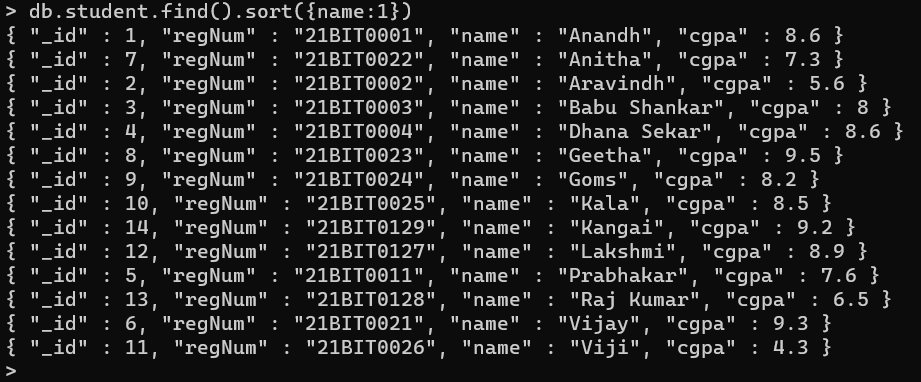 > db.student.find().sort({name:1})
{ "_id" : 1, "regNum" : "21BIT0001", "name" : "Anandh", "cgpa" : 8.6 }
{ "_id" : 7, "regNum" : "21BIT0022", "name" : "Anitha", "cgpa" : 7.3 }
{ "_id" : 2, "regNum" : "21BIT0002", "name" : "Aravindh", "cgpa" : 5.6 }
{ "_id" : 3, "regNum" : "21BIT0003", "name" : "Babu Shankar", "cgpa" : 8 }
{ "_id" : 4, "regNum" : "21BIT0004", "name" : "Dhana Sekar", "cgpa" : 8.6 }
{ "_id" : 8, "regNum" : "21BIT0023", "name" : "Geetha", "cgpa" : 9.5 }
{ "_id" : 9, "regNum" : "21BIT0024", "name" : "Goms", "cgpa" : 8.2 }
{ "_id" : 10, "regNum" : "21BIT0025", "name" : "Kala", "cgpa" : 8.5 }
{ "_id" : 14, "regNum" : "21BIT0129", "name" : "Kangai", "cgpa" : 9.2 }
{ "_id" : 12, "regNum" : "21BIT0127", "name" : "Lakshmi", "cgpa" : 8.9 }
{ "_id" : 5, "regNum" : "21BIT0011", "name" : "Prabhakar", "cgpa" : 7.6 }
{ "_id" : 13, "regNum" : "21BIT0128", "name" : "Raj Kumar", "cgpa" : 6.5 }
{ "_id" : 6, "regNum" : "21BIT0021", "name" : "Vijay", "cgpa" : 9.3 }
{ "_id" : 11, "regNum" : "21BIT0026", "name" : "Viji", "cgpa" : 4.3 }
>